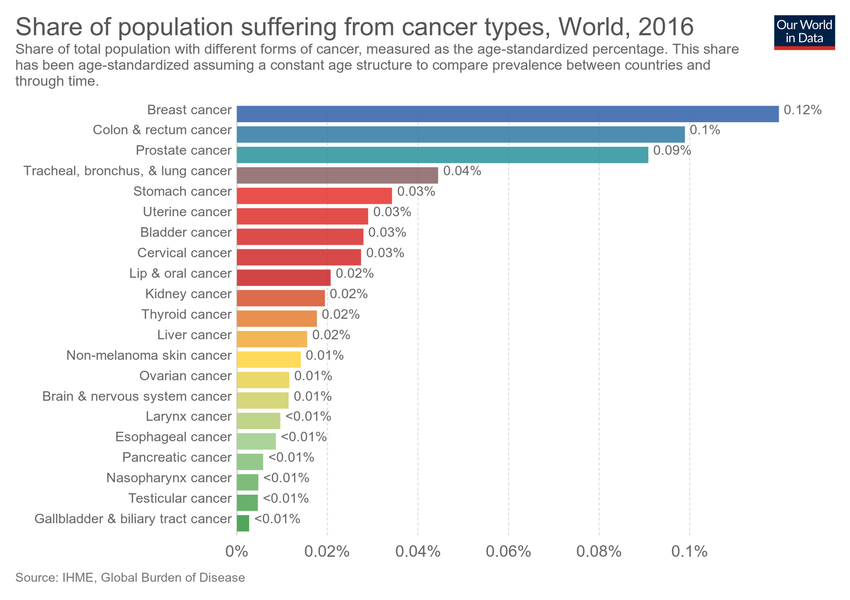 Share of population suffering from cancer types, World, 2016
Our World
in Data
Share of total population with different forms of cancer, measured as the age-standardized percentage. This share
has been age-standardized assuming a constant age structure to compare prevalence between countries and
through time.
Breast cancer 0.12%
Colon & rectum cancer 0.1%
Prostate cancer 0.09%
Tracheal, bronchus, & lung cancer 0.04%
Stomach cancer 0.03%
Uterine cancer 0.03%
Bladder cancer 0.03%
Cervical cancer 0.03%
Lip & oral cancer 0.02%
Kidney cancer 0.02%
Thyroid cancer 0.02%
Liver cancer 0.02%
Non-melanoma skin cancer 0.01%
Ovarian cancer 0.01%
Brain & nervous system cancer 0.01%
Larynx cancer <0.01%
Esophageal cancer <0.01%
Pancreatic cancer <0.01%
Nasopharynx cancer <0.01%
Testicular cancer <0.01%
Gallbladder & biliary tract cancer <0.01%
0% 0.02% 0.04% 0.06% 0.08% 0.1%
Source: IHME, Global Burden of Disease